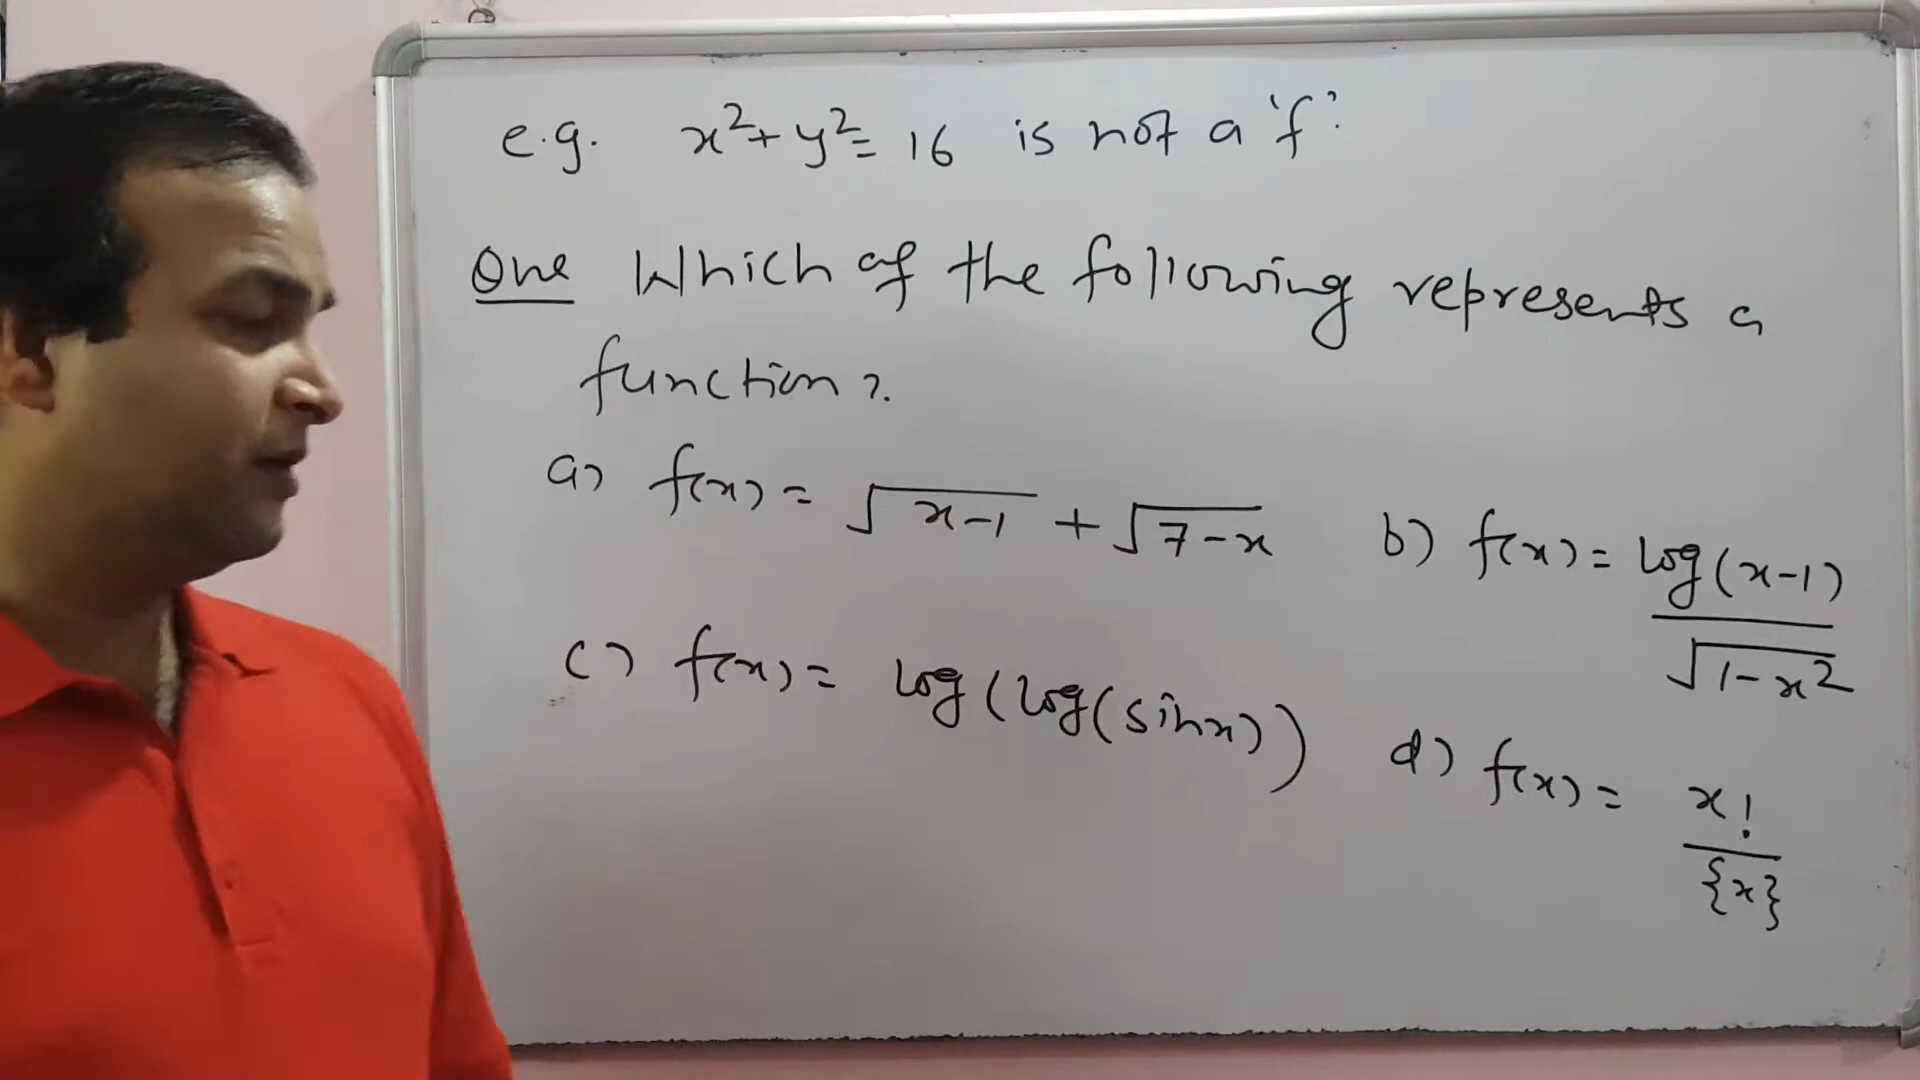 e.g. x²+y²=16 is not a 'f'.
Que Which of the following represents a
function?
a) f(x) = √(x-1) + √(7-x) b) f(x) = log(x-1) / √(1-x²)
c) f(x) = log(log(sinx)) d) f(x) = x! / {x}